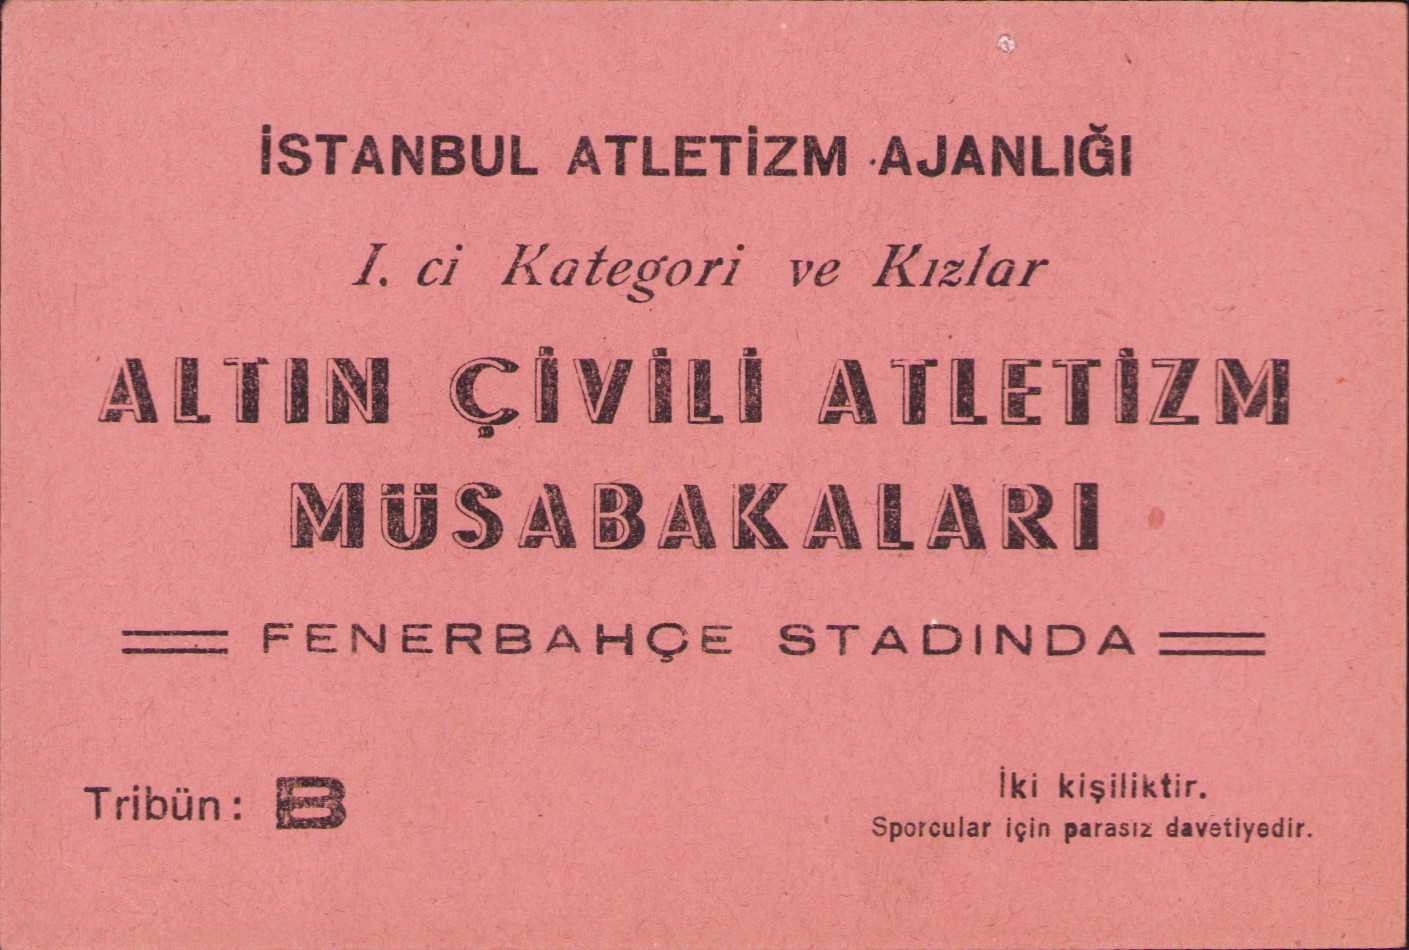 İSTANBUL ATLETİZM AJANLIĞI
I. ci Kategori ve Kızlar
ALTIN ÇİVİLİ ATLETİZM
MÜSABAKALARI
FENERBAHÇE STADINDA
Tribün: B
İki kişiliktir.
Sporcular için parasız davetiyedir.